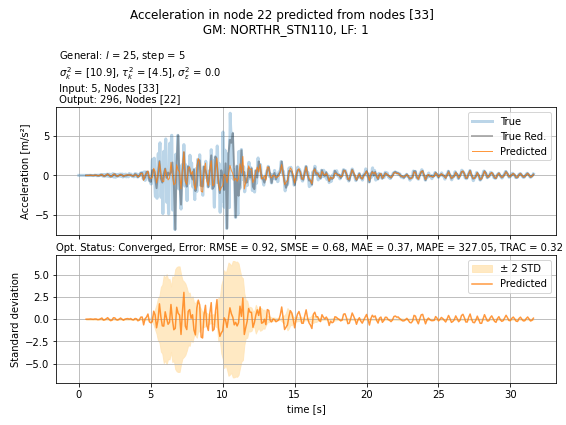 Acceleration in node 22 predicted from nodes [33]
GM: NORTHR_STN110, LF: 1
General: l = 25, step = 5
σ²ₖ = [10.9], τ²ₖ = [4.5], σ²ε = 0.0
Input: 5, Nodes [33]
Output: 296, Nodes [22]
True
True Red.
Predicted
Acceleration [m/s²]
5
0
−5
Opt. Status: Converged, Error: RMSE = 0.92, SMSE = 0.68, MAE = 0.37, MAPE = 327.05, TRAC = 0.32
± 2 STD
Predicted
Standard deviation
5.0
2.5
0.0
−2.5
−5.0
0 5 10 15 20 25 30
time [s]